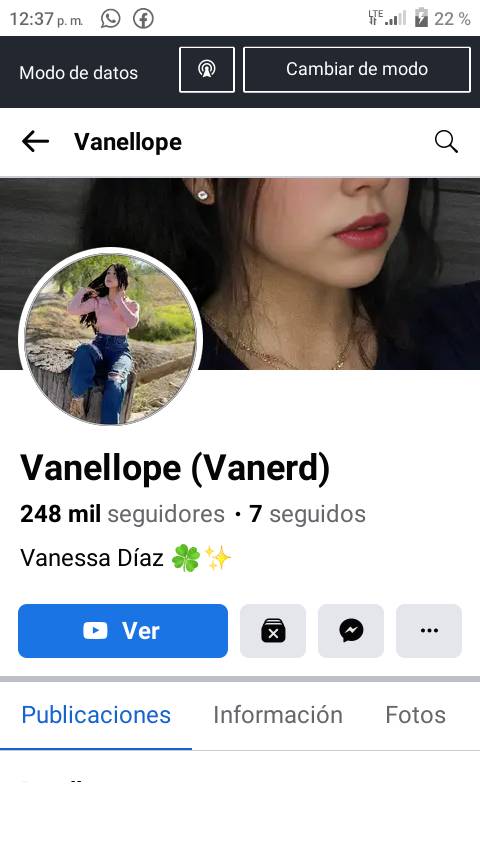 12:37 p. m. LTE 22 %
Modo de datos Cambiar de modo
Vanellope
Vanellope (Vanerd)
248 mil seguidores · 7 seguidos
Vanessa Díaz 🍀✨
Ver
Publicaciones Información Fotos